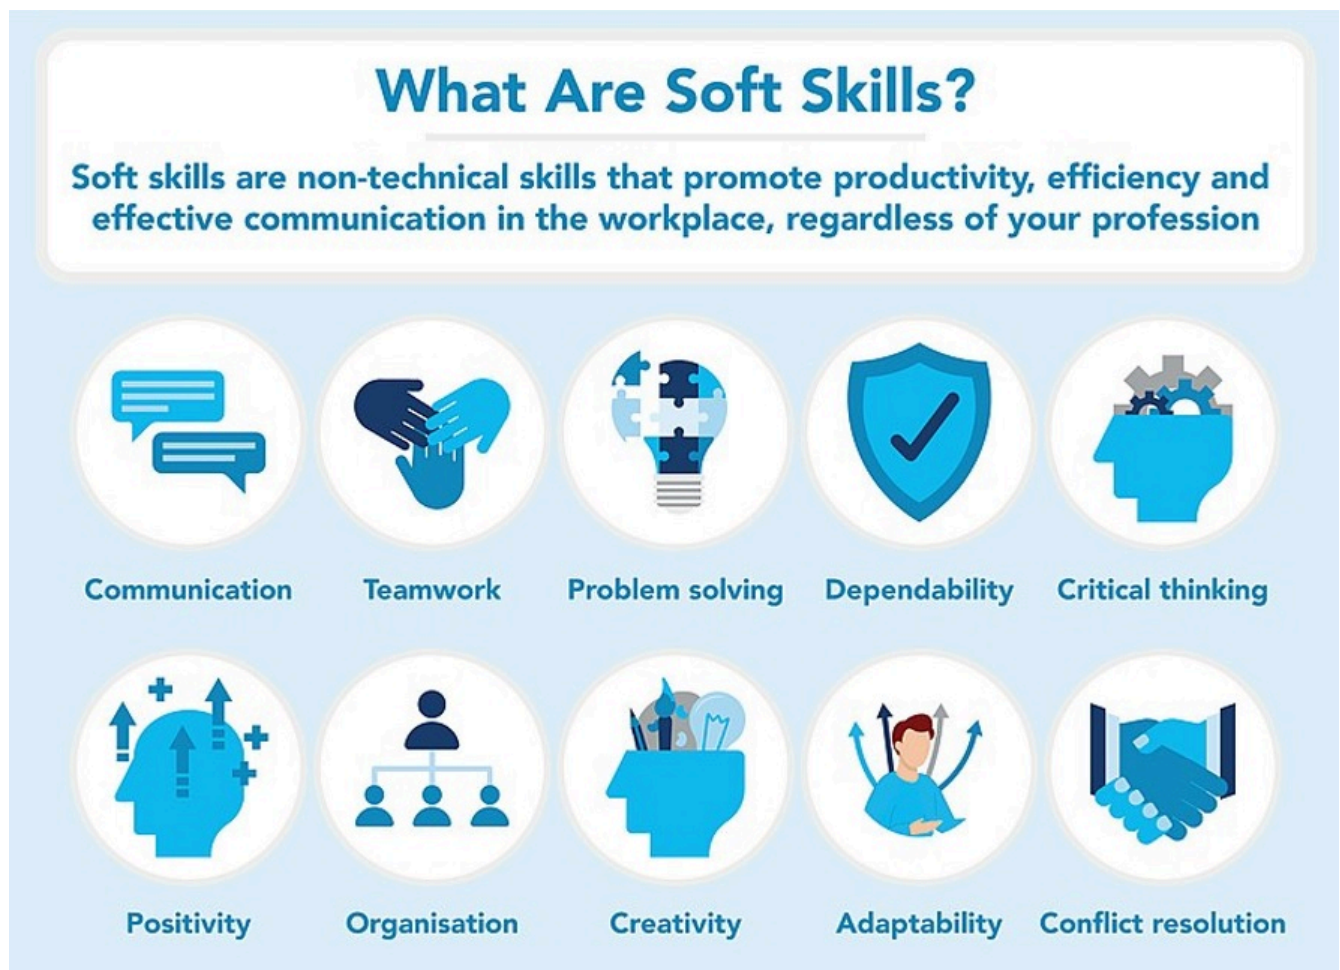 What Are Soft Skills?
Soft skills are non-technical skills that promote productivity, efficiency and
effective communication in the workplace, regardless of your profession
Communication
Teamwork
Problem solving
Dependability
Critical thinking
Positivity
Organisation
Creativity
Adaptability
Conflict resolution